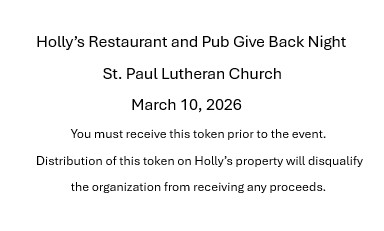 Holly's Restaurant and Pub Give Back Night
St. Paul Lutheran Church
March 10, 2026
You must receive this token prior to the event.
Distribution of this token on Holly's property will disqualify
the organization from receiving any proceeds.